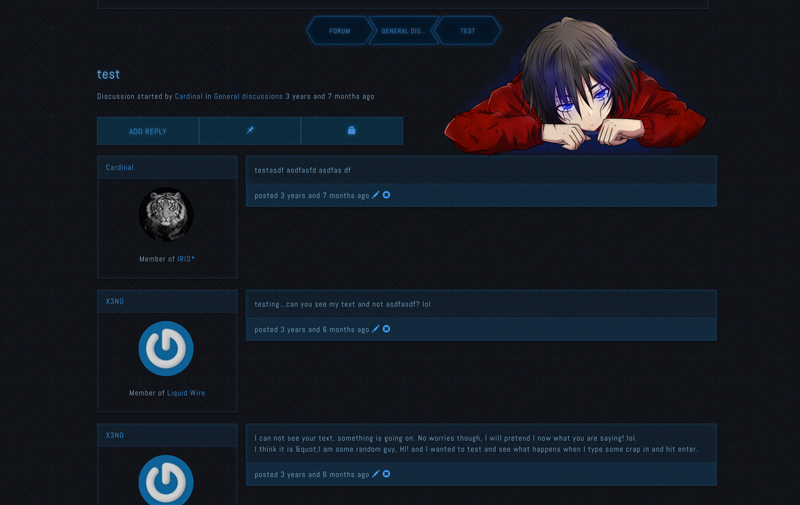 FORUM
GENERAL DIS...
TEST
test
Discussion started by Cardinal in General discussions 3 years and 7 months ago
ADD REPLY
Cardinal
testasdf asdfasfd asdfas df
posted 3 years and 7 months ago
Member of IRIS*
X3N0
testing...can you see my text and not asdfasdf? lol
posted 3 years and 6 months ago
Member of Liquid Wire
X3N0
I can not see your text, something is going on. No worries though, I will pretend I now what you are saying! lol.
I think it is &quot;I am some random guy, HI! and I wanted to test and see what happens when I type some crap in and hit enter.
posted 3 years and 6 months ago